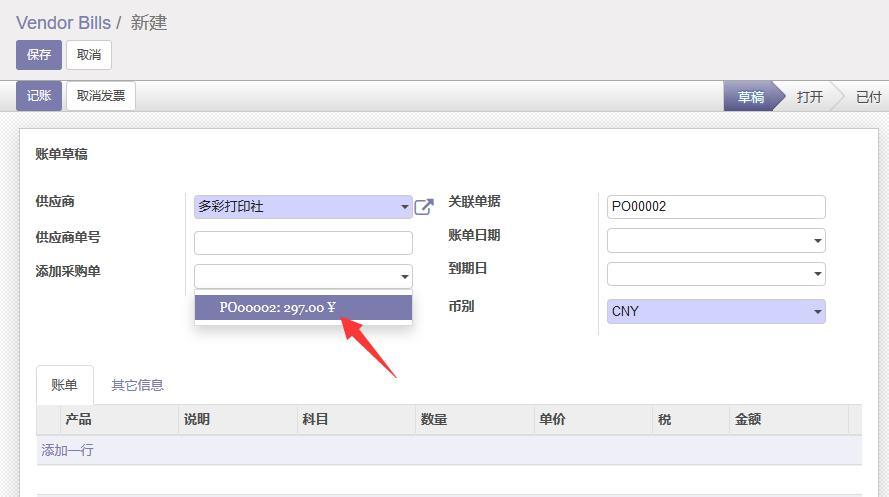 Vendor Bills / 新建
保存 取消
记账 取消发票 草稿 打开 已付
账单草稿
供应商 多彩打印社 关联单据 PO00002
供应商单号 账单日期
添加采购单 到期日
PO00002: 297.00 ¥ 币别 CNY
账单 其它信息
产品 说明 科目 数量 单价 税 金额
添加一行